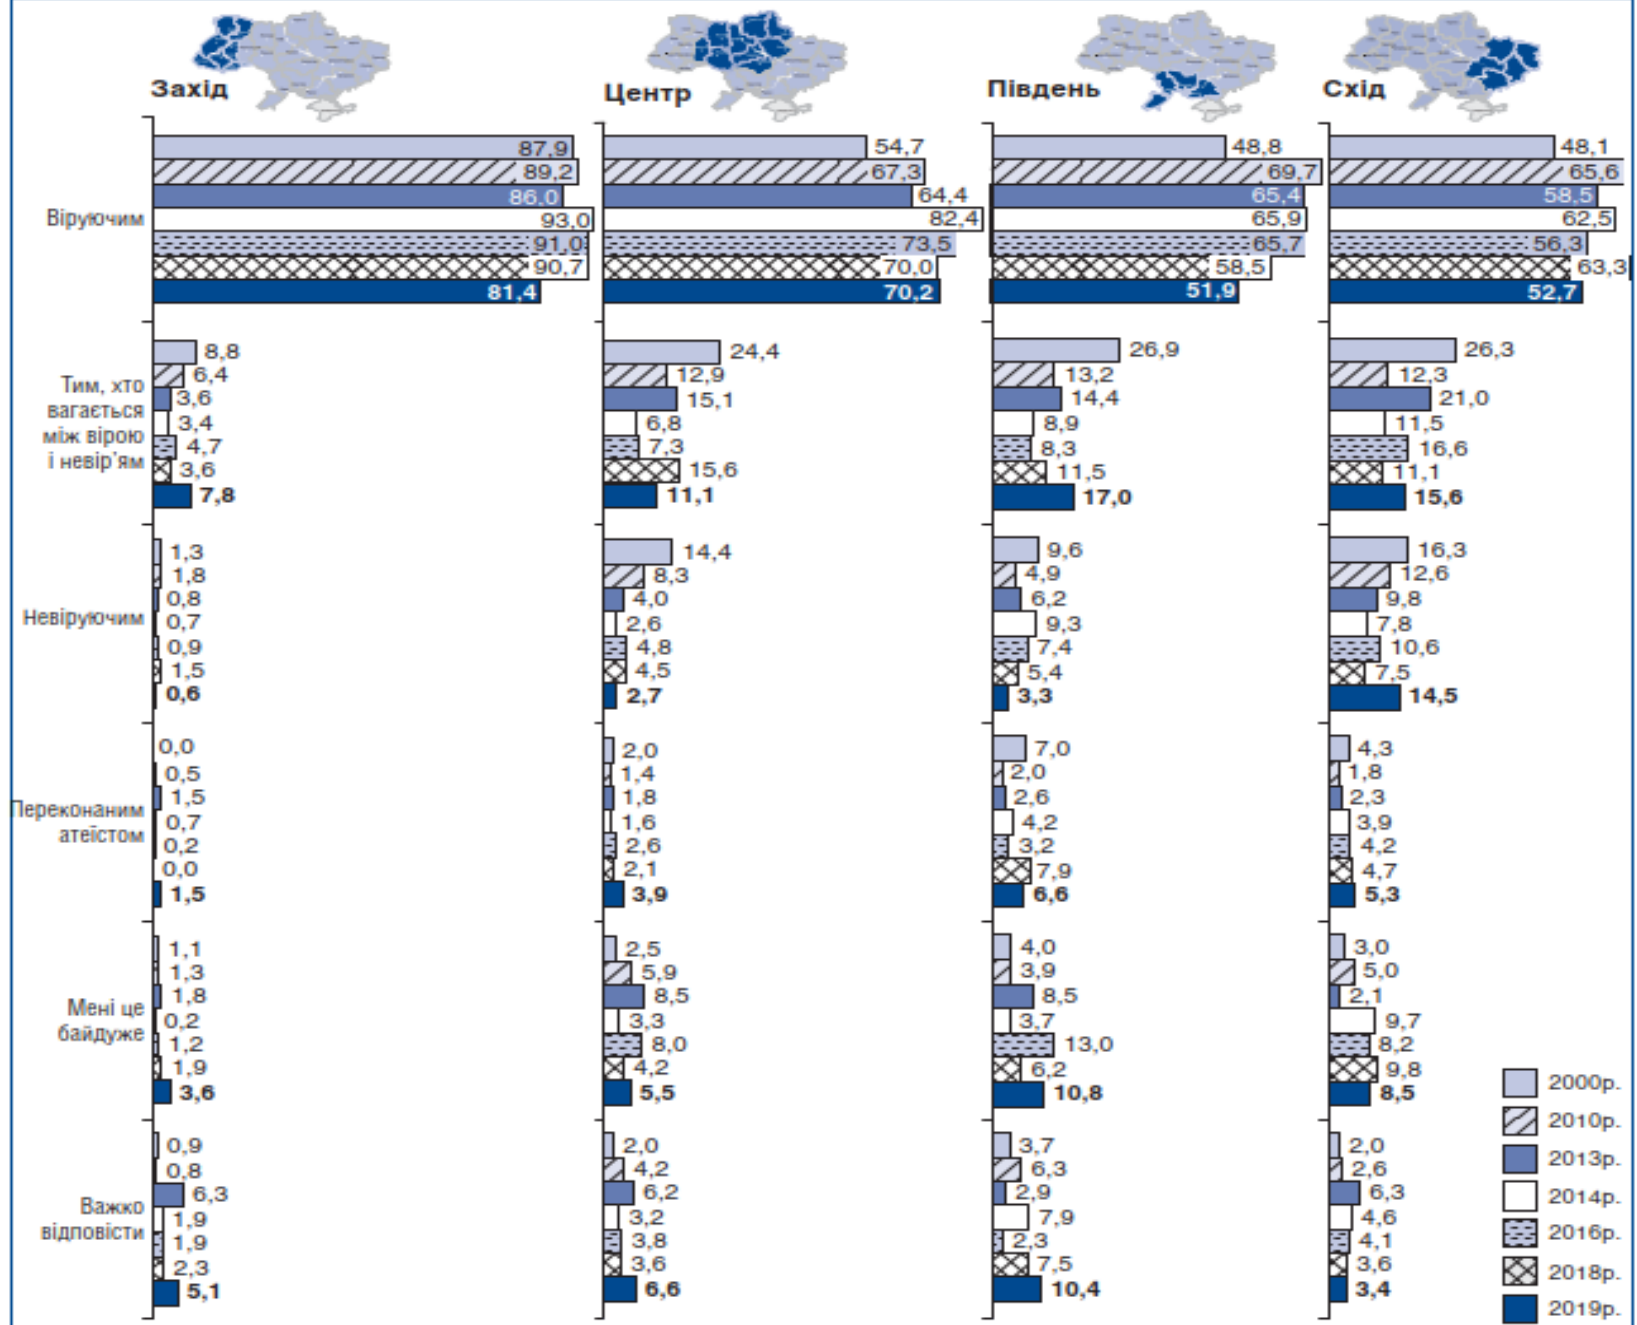 Захід
Центр
Південь
Схід
Віруючим
87,9 54,7 48,8 48,1
89,2 67,3 69,7 65,6
86,0 64,4 65,4 58,5
93,0 82,4 65,9 62,5
91,0 73,5 65,7 56,3
90,7 70,0 58,5 63,3
81,4 70,2 51,9 52,7
Тим, хто
вагається
між вірою
і невір’ям
8,8 24,4 26,9 26,3
6,4 12,9 13,2 12,3
3,6 15,1 14,4 21,0
3,4 6,8 8,9 11,5
4,7 7,3 8,3 16,6
3,6 15,6 11,5 11,1
7,8 11,1 17,0 15,6
Невіруючим
1,3 14,4 9,6 16,3
1,8 8,3 4,9 12,6
0,8 4,0 6,2 9,8
0,7 2,6 9,3 7,8
0,9 4,8 7,4 10,6
1,5 4,5 5,4 7,5
0,6 2,7 3,3 14,5
Переконаним
атеїстом
0,0 2,0 7,0 4,3
0,5 1,4 2,0 1,8
1,5 1,8 2,6 2,3
0,7 1,6 4,2 3,9
0,2 2,6 3,2 4,2
0,0 2,1 7,9 4,7
1,5 3,9 6,6 5,3
Мені це
байдуже
1,1 2,5 4,0 3,0
1,3 5,9 3,9 5,0
1,8 8,5 8,5 2,1
0,2 3,3 3,7 9,7
1,2 8,0 13,0 8,2
1,9 4,2 6,2 9,8
3,6 5,5 10,8 8,5
Важко
відповісти
0,9 2,0 3,7 2,0
0,8 4,2 6,3 2,6
6,3 6,2 2,9 6,3
1,9 3,2 7,9 4,6
1,9 3,8 2,3 4,1
2,3 3,6 7,5 3,6
5,1 6,6 10,4 3,4
2000р.
2010р.
2013р.
2014р.
2016р.
2018р.
2019р.